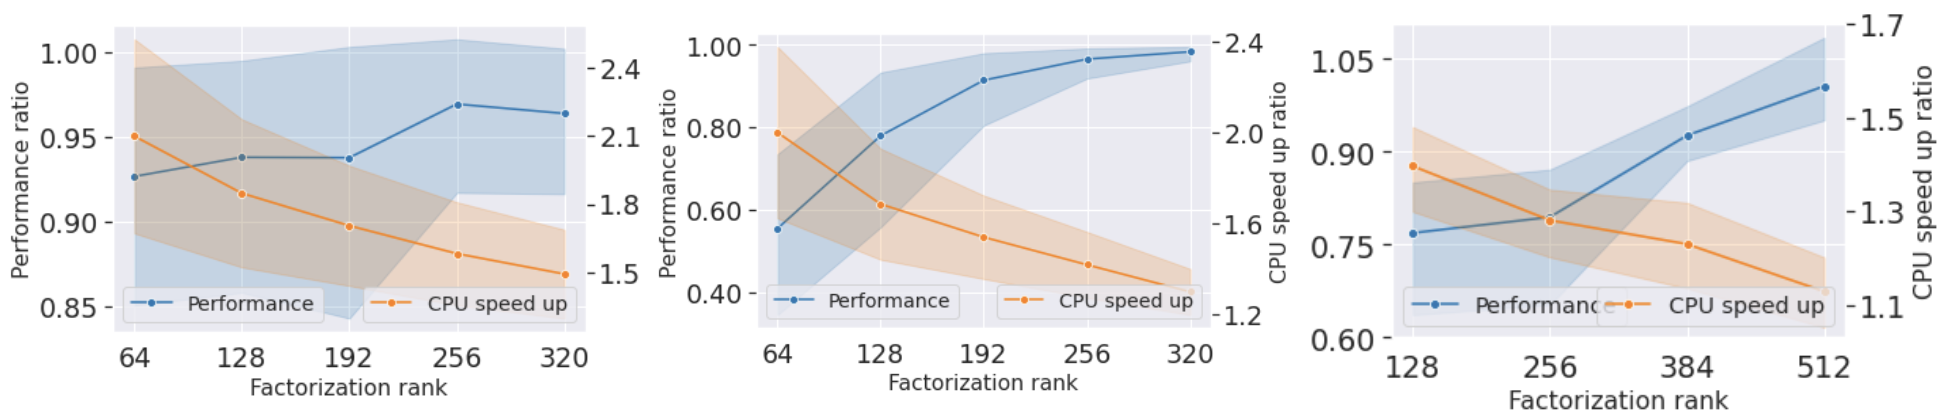 Performance ratio
1.00
0.95
0.90
0.85
2.4
2.1
1.8
1.5
Performance
CPU speed up
64 128 192 256 320
Factorization rank
Performance ratio
1.00
0.80
0.60
0.40
2.4
2.0
1.6
1.2
CPU speed up ratio
Performance
CPU speed up
64 128 192 256 320
Factorization rank
1.05
0.90
0.75
0.60
1.7
1.5
1.3
1.1
CPU speed up ratio
Performance
CPU speed up
128 256 384 512
Factorization rank